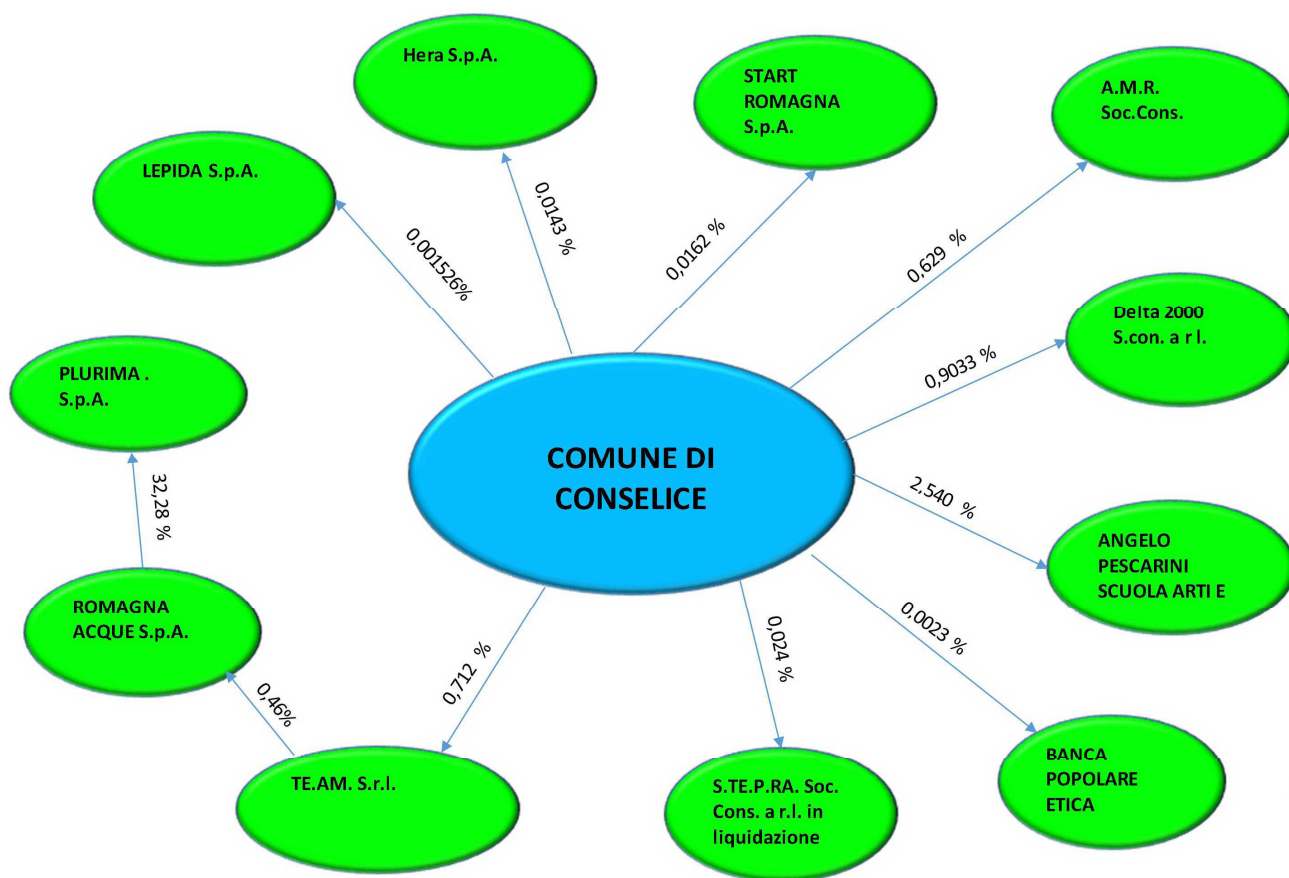 Hera S.p.A.
START
ROMAGNA
S.p.A.
A.M.R.
Soc.Cons.
LEPIDA S.p.A.
0,001526%
0,0143 %
0,0162 %
0,629 %
Delta 2000
S.con. a r l.
0,9033 %
PLURIMA .
S.p.A.
COMUNE DI
CONSELICE
32,28 %
2,540 %
ANGELO
PESCARINI
SCUOLA ARTI E
ROMAGNA
ACQUE S.p.A.
0,46%
0,712 %
0,024 %
0,0023 %
TE.AM. S.r.l.
S.TE.P.RA. Soc.
Cons. a r.l. in
liquidazione
BANCA
POPOLARE
ETICA